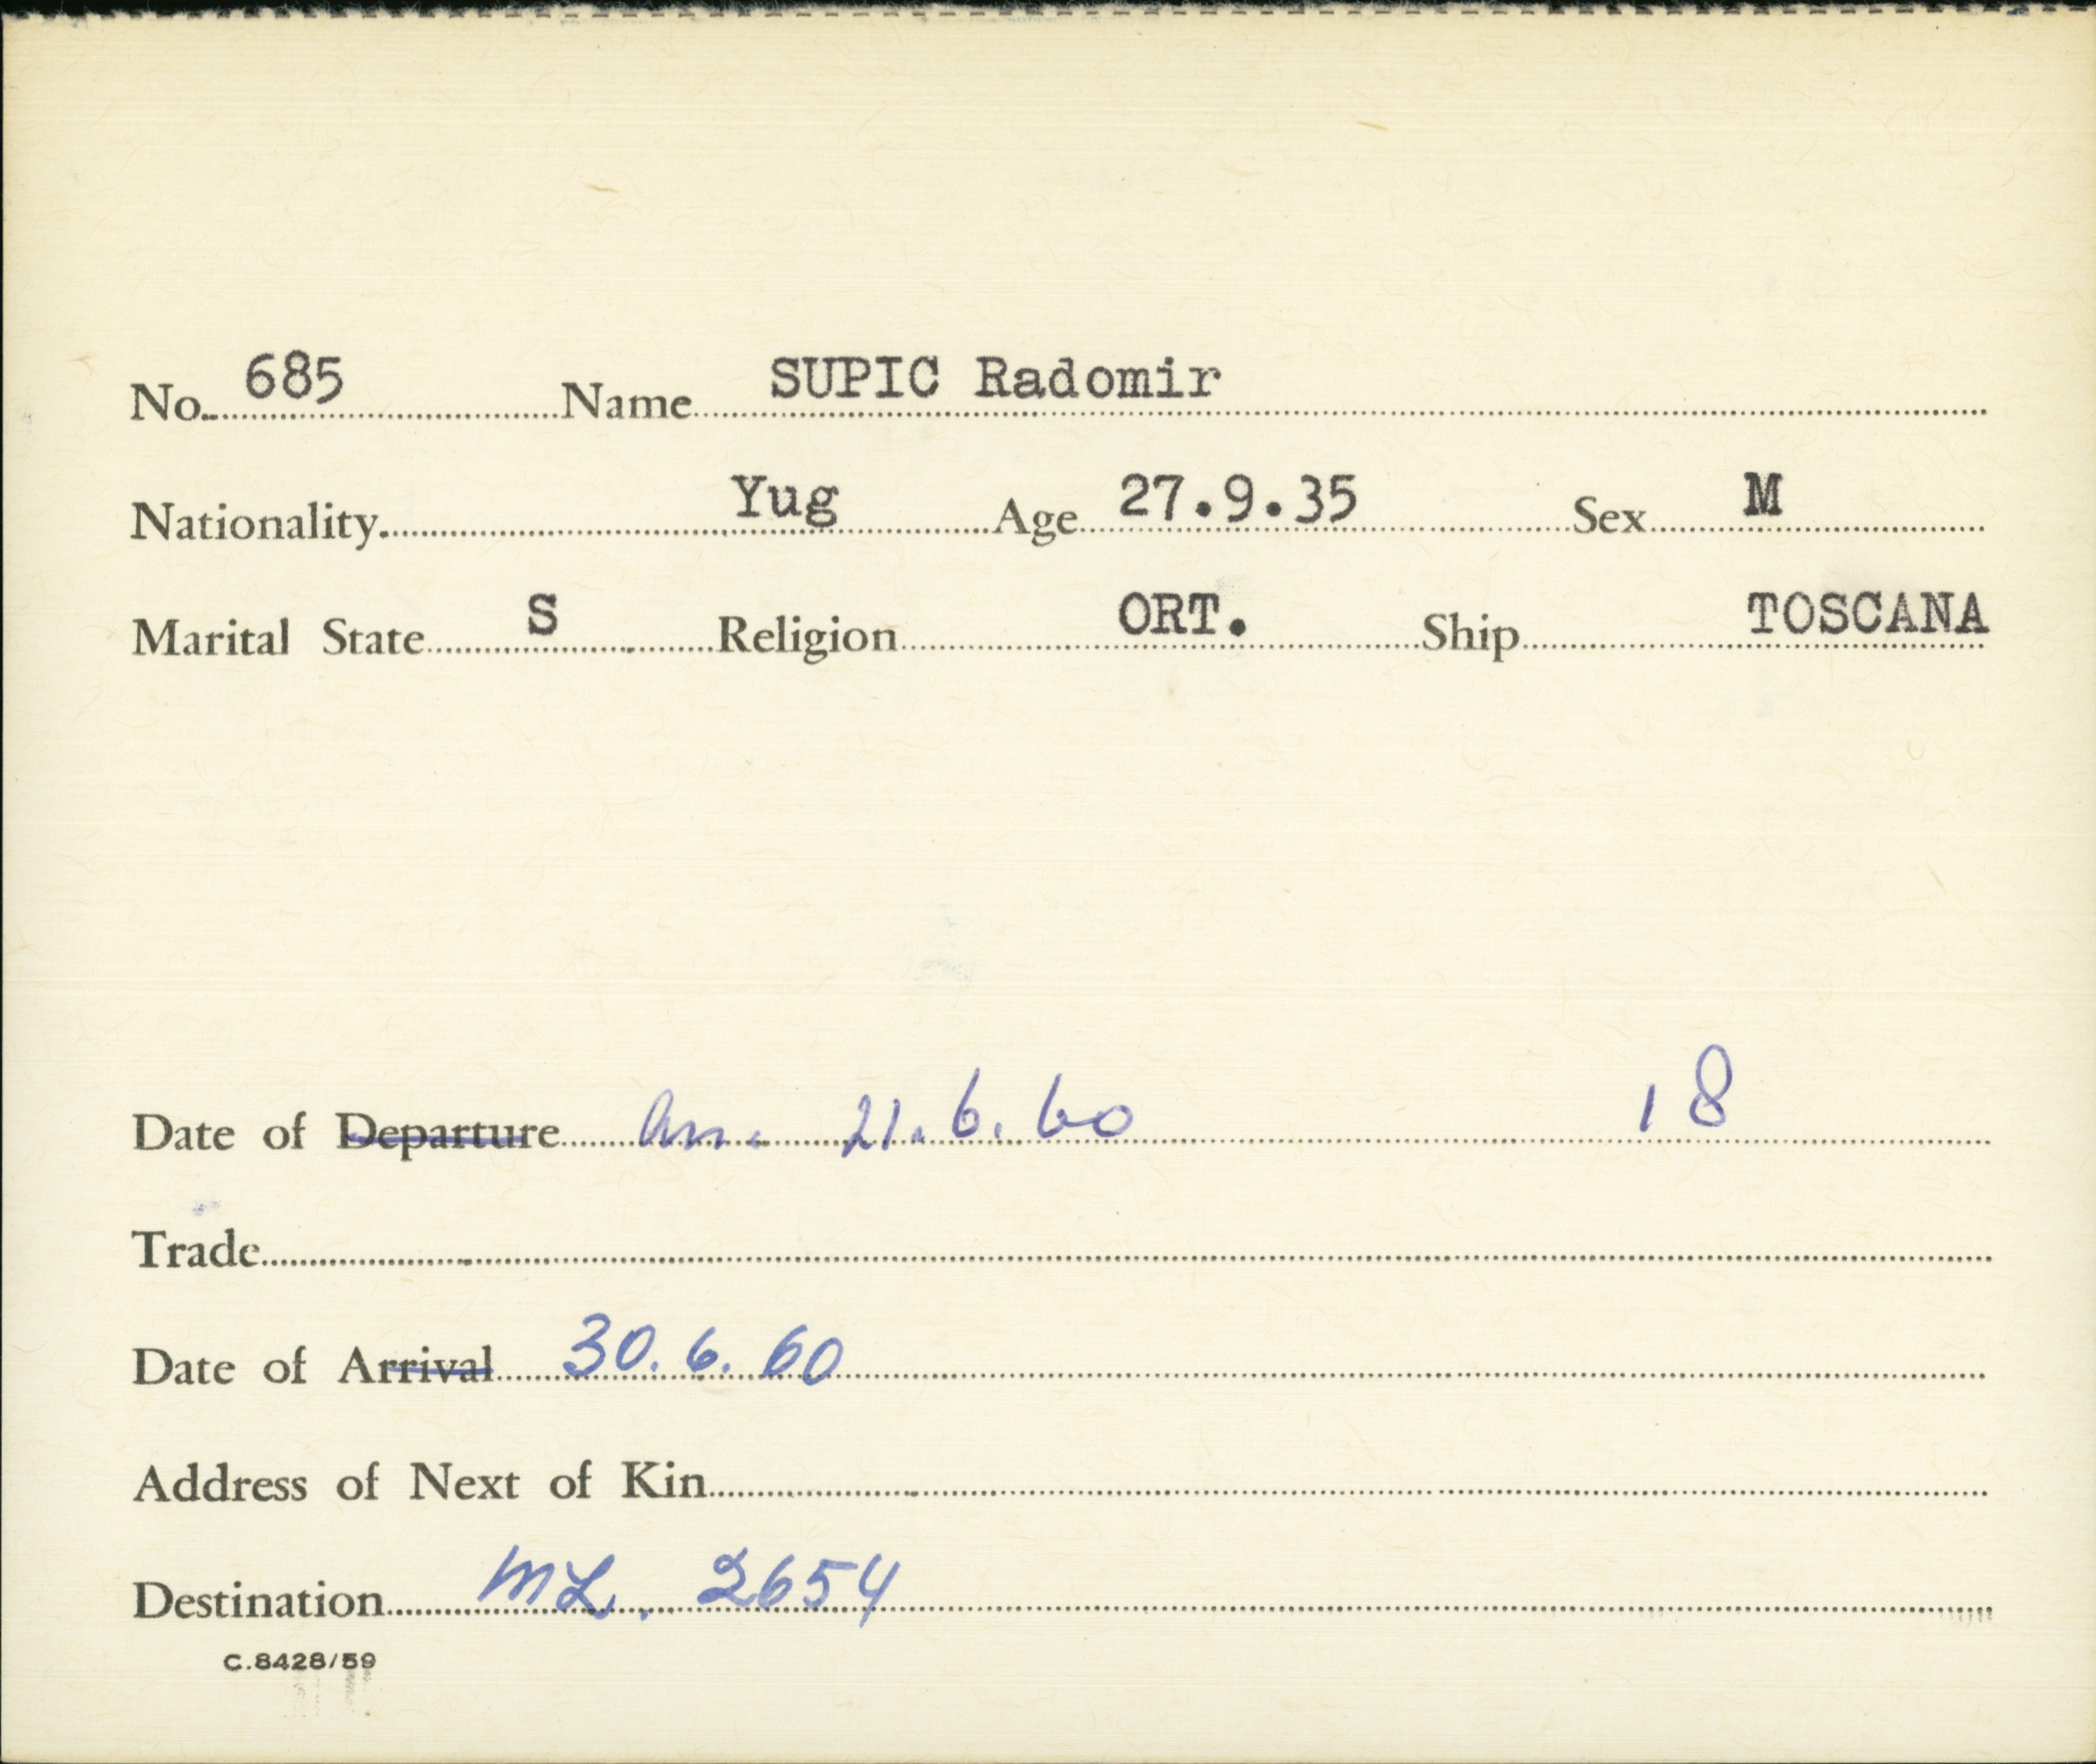 No. 685 Name SUPIC Radomir
Nationality Yug Age 27.9.35 Sex M
Marital State S Religion ORT. Ship TOSCANA
Date of Departure Arr. 21.6.60 18
Trade
Date of Arrival 30.6.60
Address of Next of Kin
Destination ML. 2654
C.8428/59